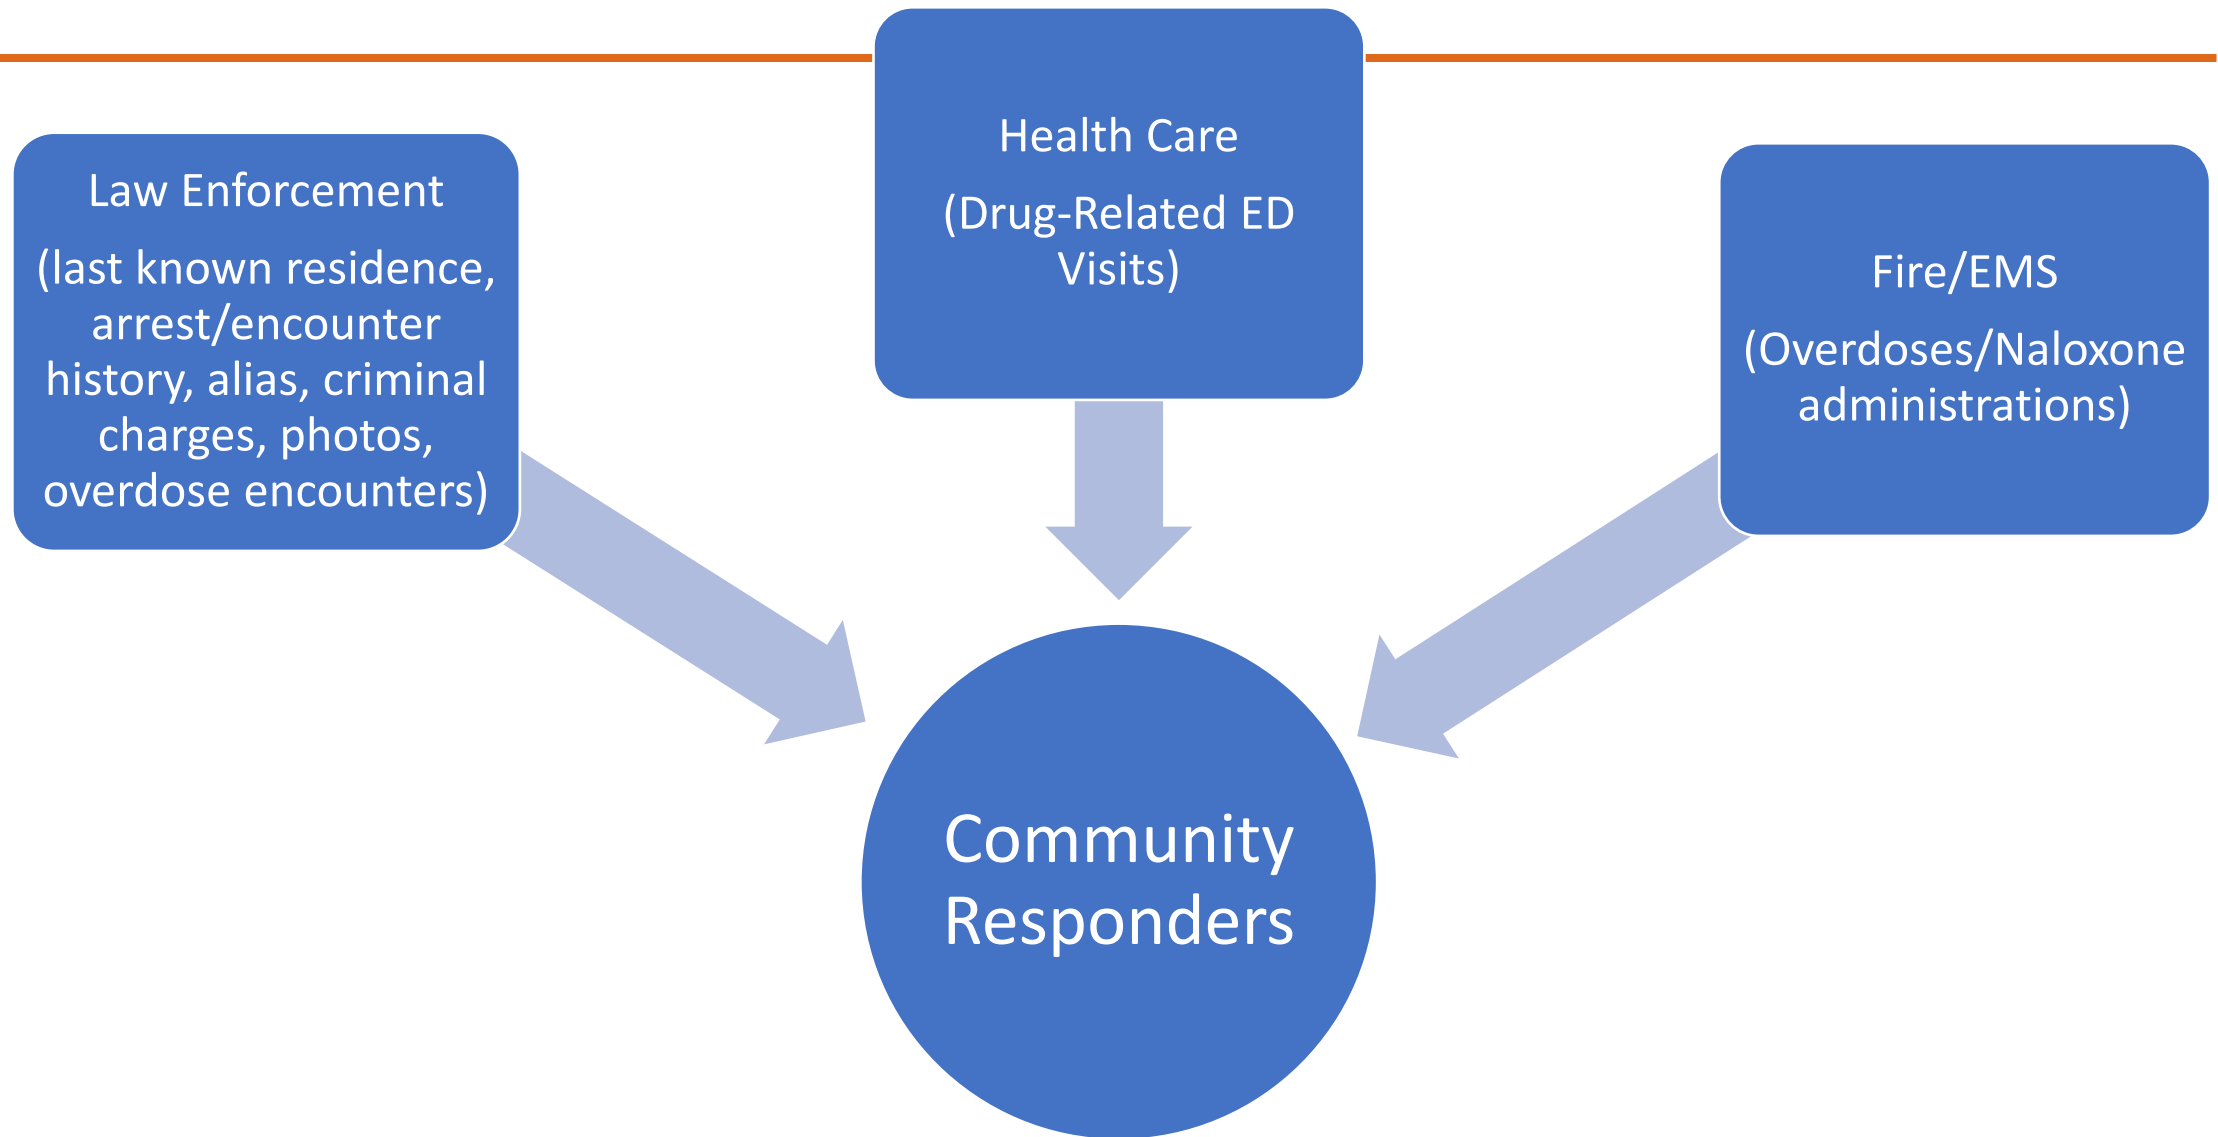 Law Enforcement
(last known residence,
arrest/encounter
history, alias, criminal
charges, photos,
overdose encounters)
Health Care
(Drug-Related ED
Visits)
Fire/EMS
(Overdoses/Naloxone
administrations)
Community
Responders